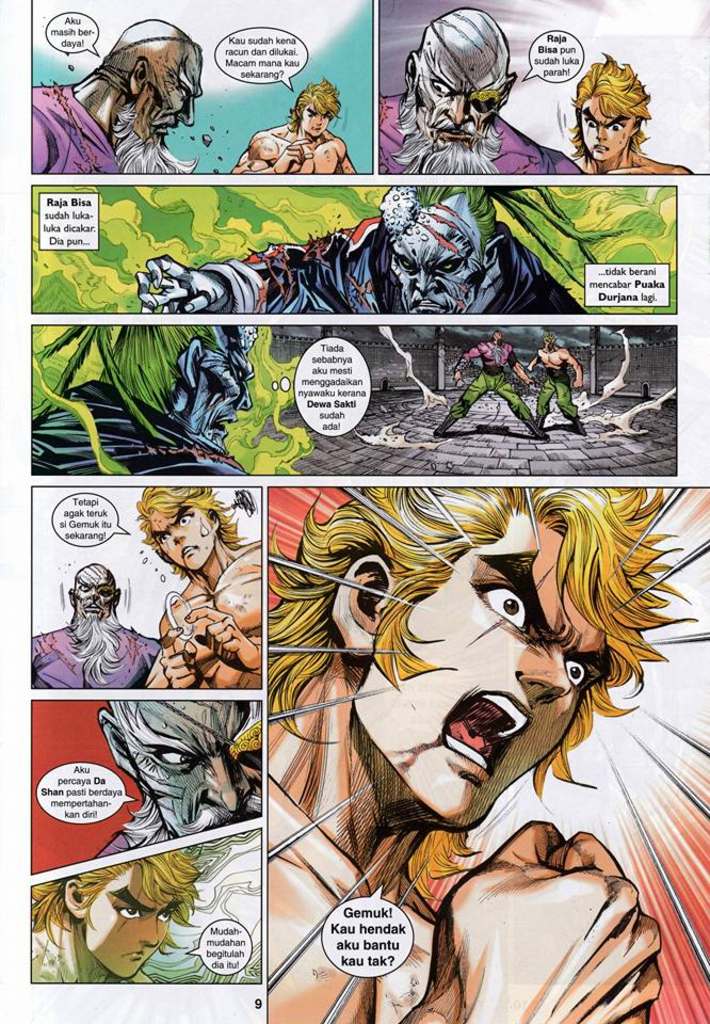 Aku
masih ber-
daya!
Kau sudah kena
racun dan dilukai.
Macam mana kau
sekarang?
Raja
Bisa pun
sudah luka
parah!
Raja Bisa
sudah luka-
luka dicakar.
Dia pun...
...tidak berani
mencabar Puaka
Durjana lagi.
Tiada
sebabnya
aku mesti
menggadaikan
nyawaku kerana
Dewa Sakti
sudah
ada!
Tetapi
agak teruk
si Gemuk itu
sekarang!
Aku
percaya Da
Shan pasti berdaya
mempertahan-
kan diri!
Mudah-
mudahan
begitulah
dia itu!
Gemuk!
Kau hendak
aku bantu
kau tak?
9